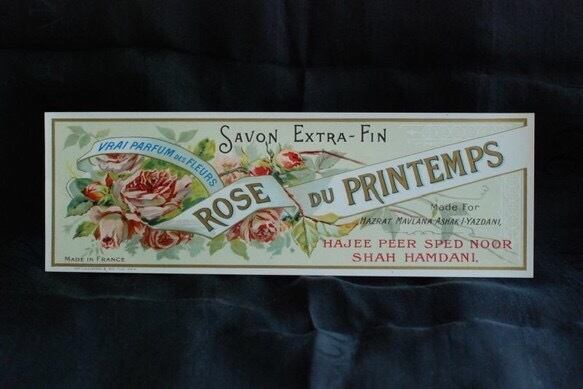 SAVON EXTRA-FIN
VRAI PARFUM DES FLEURS
ROSE DU PRINTEMPS
Made For
HAZRAT MAVLANA ASHAK I-YAZDANI,
HAJEE PEER SPED NOOR
SHAH HAMDANI.
MADE IN FRANCE